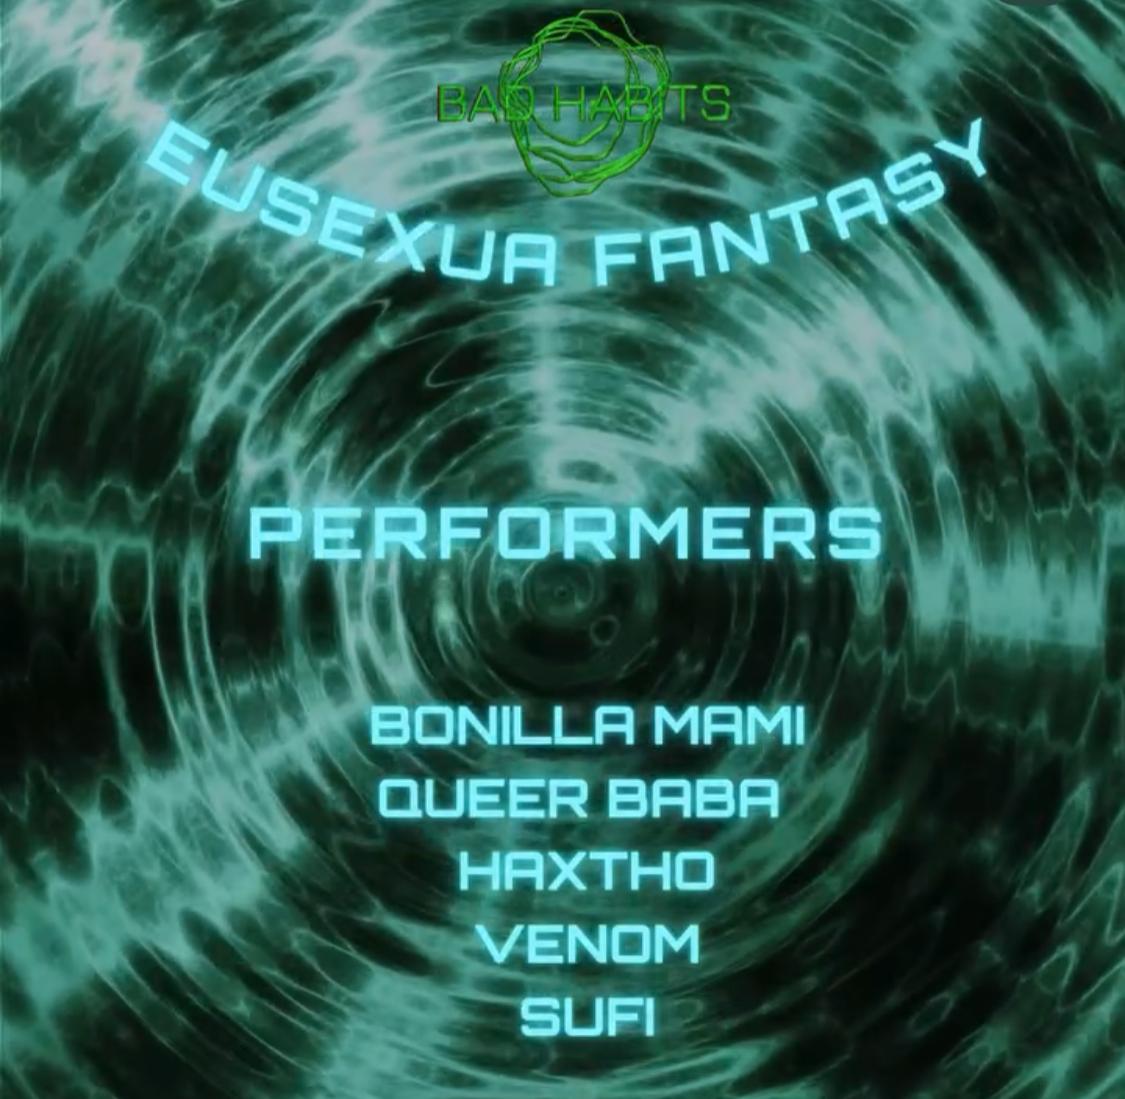 BAD HABITS
EUSEXUA FANTASY
PERFORMERS
BONILLA MAMI
QUEER BABA
HAXTHO
VENOM
SUFI